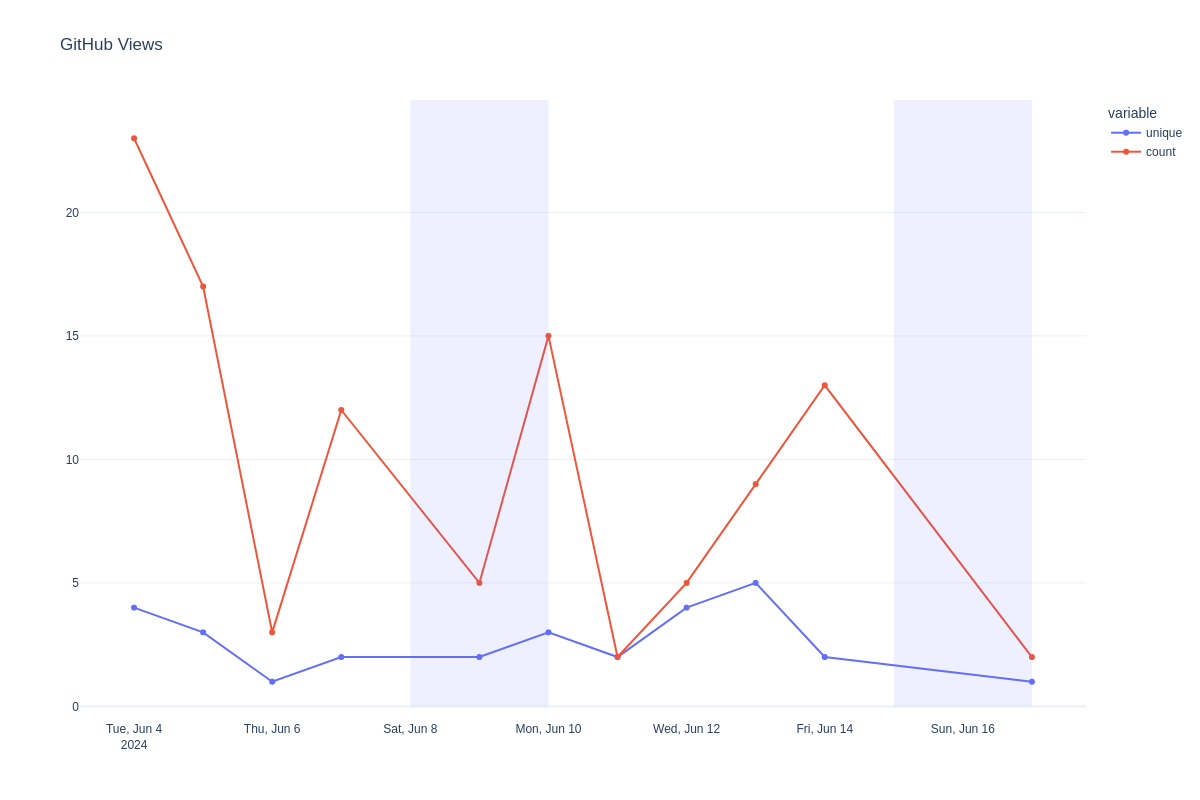 GitHub Views
variable
unique
count
20
15
10
5
0
Tue, Jun 4
2024
Thu, Jun 6
Sat, Jun 8
Mon, Jun 10
Wed, Jun 12
Fri, Jun 14
Sun, Jun 16